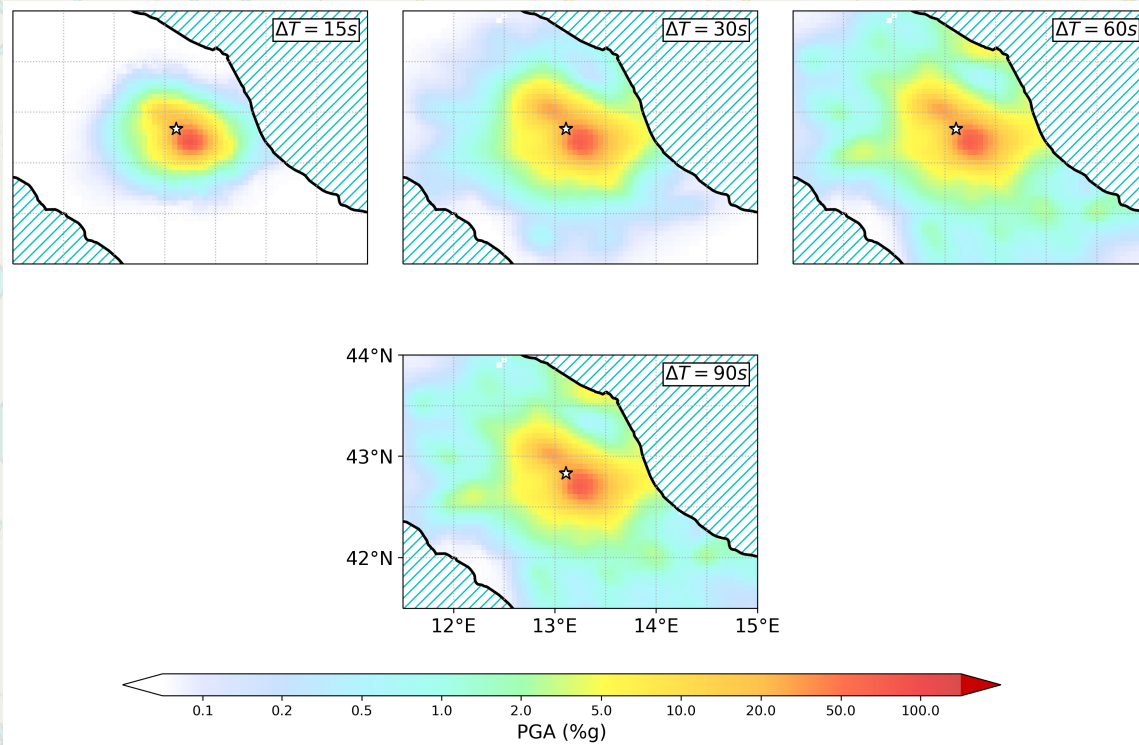 ΔT = 15s
ΔT = 30s
ΔT = 60s
44°N
ΔT = 90s
43°N
42°N
12°E 13°E 14°E 15°E
0.1 0.2 0.5 1.0 2.0 5.0 10.0 20.0 50.0 100.0
PGA (%g)